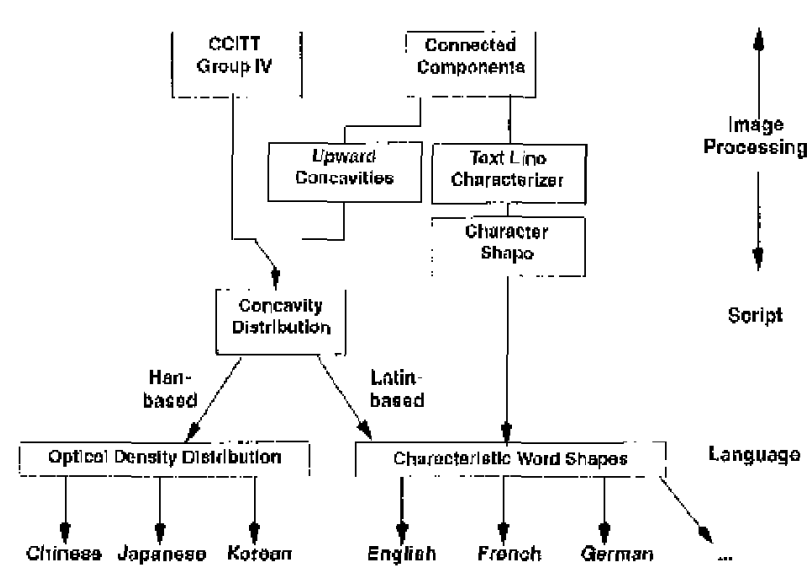 CCITT
Group IV
Connected
Components
Image
Processing
Upward
Concavities
Text Line
Characterizer
Character
Shape
Concavity
Distribution
Script
Han-
based
Latin-
based
Optical Density Distribution
Characteristic Word Shapes
Language
Chinese Japanese Korean
English French German ...